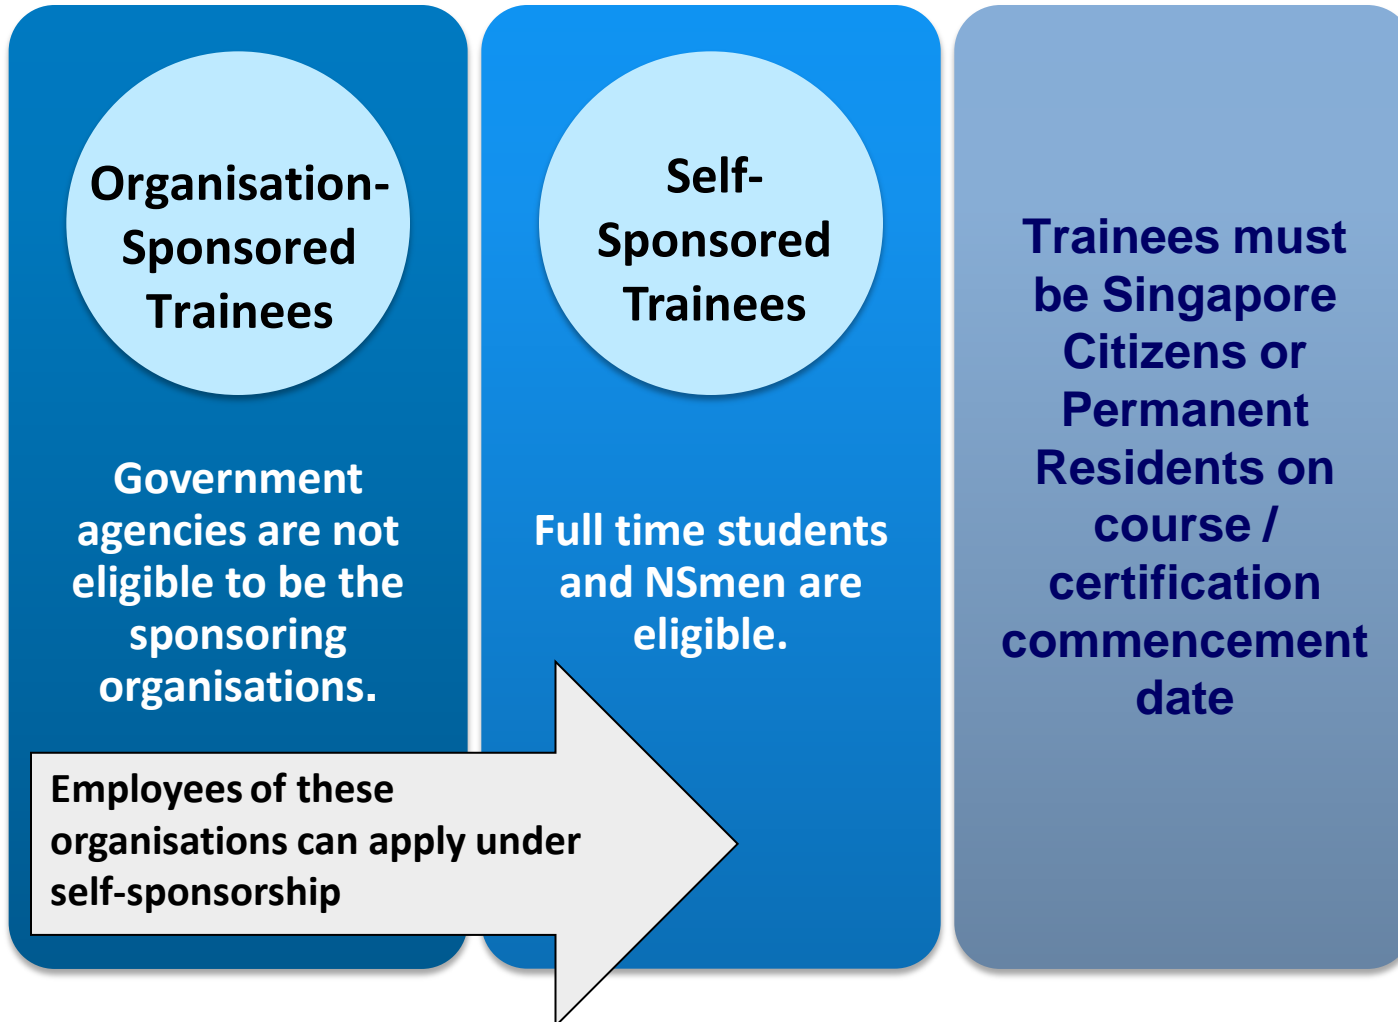 Organisation-
Sponsored
Trainees
Government
agencies are not
eligible to be the
sponsoring
organisations.
Employees of these
organisations can apply under
self-sponsorship
Self-
Sponsored
Trainees
Full time students
and NSmen are
eligible.
Trainees must
be Singapore
Citizens or
Permanent
Residents on
course /
certification
commencement
date